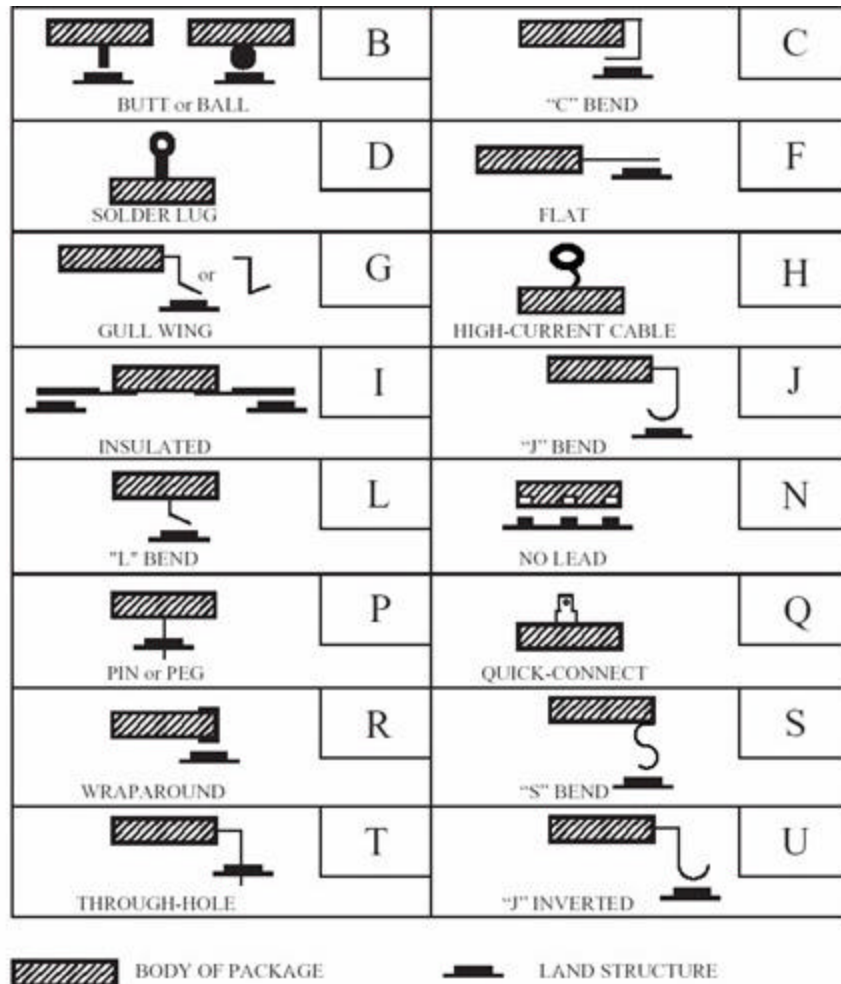 B
BUTT or BALL
C
“C” BEND
D
SOLDER LUG
F
FLAT
G
or
GULL WING
H
HIGH-CURRENT CABLE
I
INSULATED
J
“J” BEND
L
"L" BEND
N
NO LEAD
P
PIN or PEG
Q
QUICK-CONNECT
R
WRAPAROUND
S
“S” BEND
T
THROUGH-HOLE
U
“J” INVERTED
BODY OF PACKAGE
LAND STRUCTURE